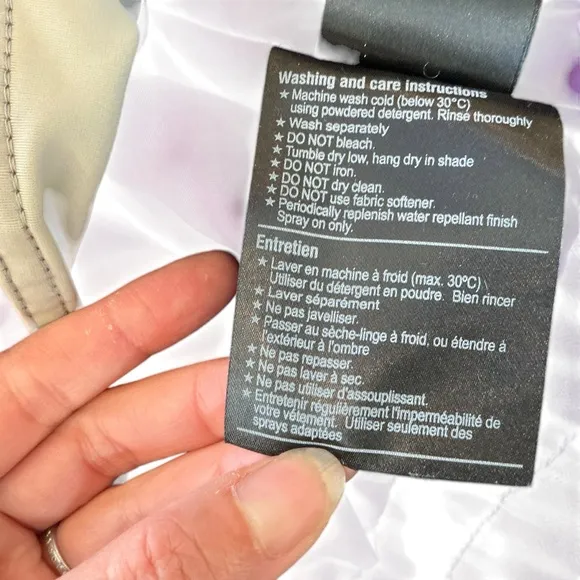 Washing and care instructions
★ Machine wash cold (below 30°C)
using powdered detergent. Rinse thoroughly
★ Wash separately
★ DO NOT bleach.
★ Tumble dry low, hang dry in shade
★ DO NOT iron.
★ DO NOT dry clean.
★ DO NOT use fabric softener.
★ Periodically replenish water repellant finish
Spray on only.
Entretien
★ Laver en machine à froid (max. 30ºC)
Utiliser du détergent en poudre. Bien rincer
★ Laver séparément
★ Ne pas javelliser.
★ Passer au sèche-linge à froid, ou étendre á
l'extérieur à l'ombre
★ Ne pas repasser.
★ Ne pas laver à sec.
★ Ne pas utiliser d'assouplissant.
★ Entretenir régulièrement l'imperméabilité de
votre vêtement. Utiliser seulement des
sprays adaptées